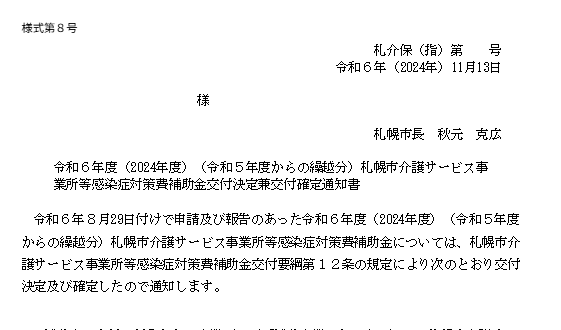 様式第８号
札介保（指）第　　号
令和６年（2024年）11月13日
様
札幌市長　秋元　克広
令和６年度（2024年度）（令和５年度からの繰越分）札幌市介護サービス事
業所等感染症対策費補助金交付決定兼交付確定通知書
令和６年８月29日付けで申請及び報告のあった令和６年度（2024年度）（令和５年度
からの繰越分）札幌市介護サービス事業所等感染症対策費補助金については、札幌市介
護サービス事業所等感染症対策費補助金交付要綱第１２条の規定により次のとおり交付
決定及び確定したので通知します。